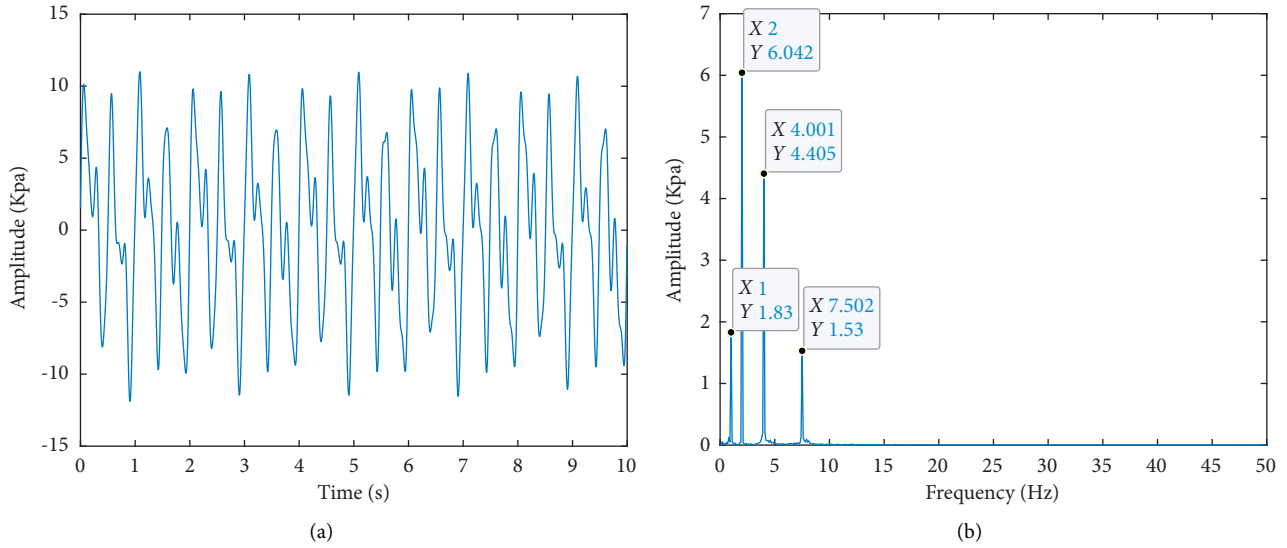 15
10
5
0
-5
-10
-15
Amplitude (Kpa)
0 1 2 3 4 5 6 7 8 9 10
Time (s)
(a)
7
6
5
4
3
2
1
0
Amplitude (Kpa)
X 2
Y 6.042
X 4.001
Y 4.405
X 1
Y 1.83
X 7.502
Y 1.53
0 5 10 15 20 25 30 35 40 45 50
Frequency (Hz)
(b)